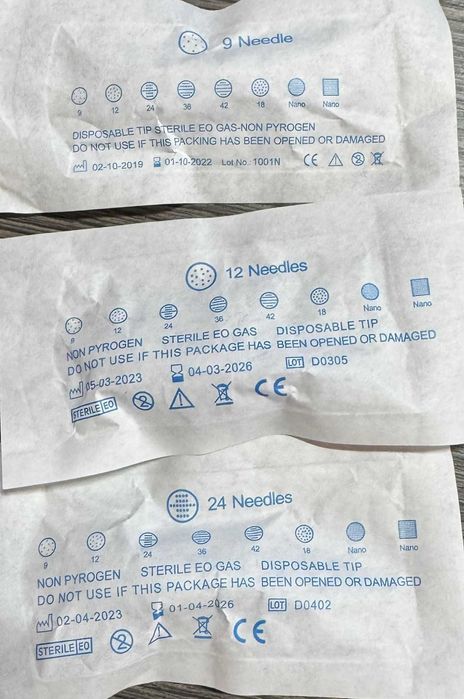 9 Needle
9 12 24 36 42 18 Nano Nano
DISPOSABLE TIP STERILE EO GAS-NON PYROGEN
DO NOT USE IF THIS PACKING HAS BEEN OPENED OR DAMAGED
02-10-2019 01-10-2022 Lot No.: 1001N CE
12 Needles
9 12 24 36 42 18 Nano Nano
NON PYROGEN STERILE EO GAS DISPOSABLE TIP
DO NOT USE IF THIS PACKAGE HAS BEEN OPENED OR DAMAGED
05-03-2023 04-03-2026 LOT D0305
STERILE EO 2 CE
24 Needles
9 12 24 36 42 18 Nano Nano
NON PYROGEN STERILE EO GAS DISPOSABLE TIP
DO NOT USE IF THIS PACKAGE HAS BEEN OPENED OR DAMAGED
02-04-2023 01-04-2026 LOT D0402
STERILE EO 2 CE